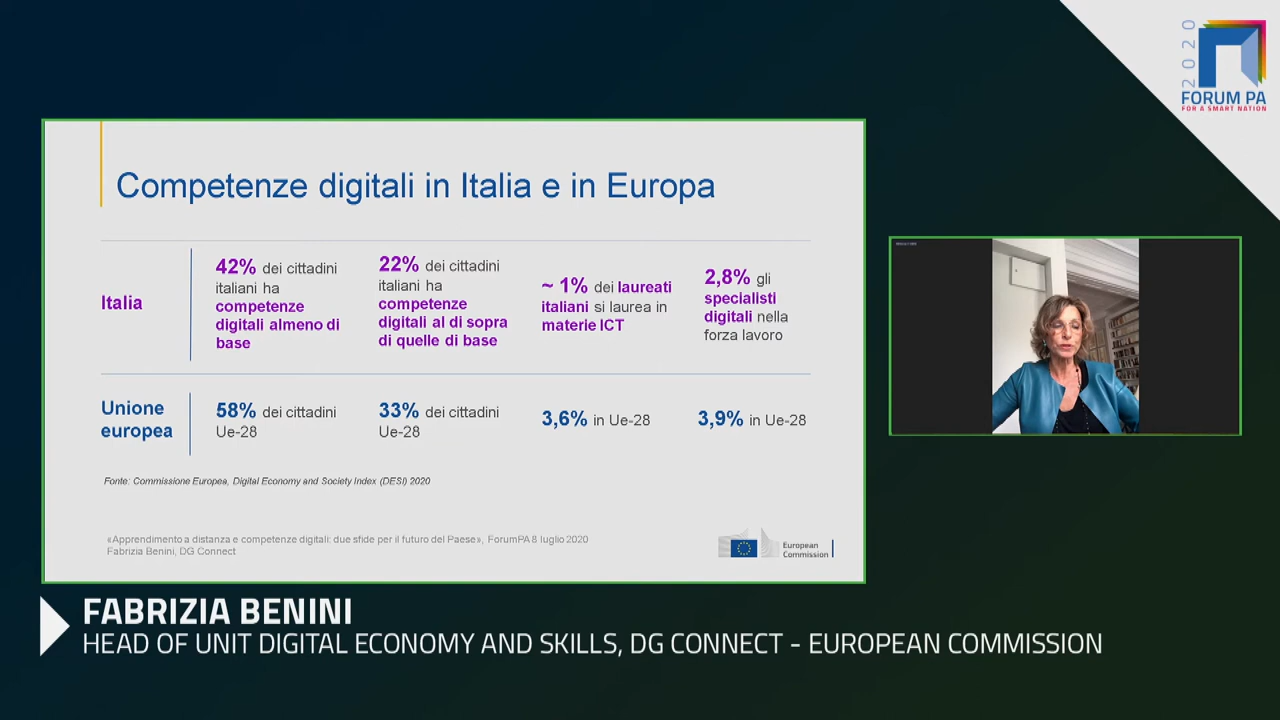 2020
FORUM PA
FOR A SMART NATION
Competenze digitali in Italia e in Europa
Italia
42% dei cittadini
italiani ha
competenze
digitali almeno di
base
22% dei cittadini
italiani ha
competenze
digitali al di sopra
di quelle di base
~ 1% dei laureati
italiani si laurea in
materie ICT
2,8% gli
specialisti
digitali nella
forza lavoro
Unione
europea
58% dei cittadini
Ue-28
33% dei cittadini
Ue-28
3,6% in Ue-28
3,9% in Ue-28
Fonte: Commissione Europea, Digital Economy and Society Index (DESI) 2020
«Apprendimento a distanza e competenze digitali: due sfide per il futuro del Paese», ForumPA 8 luglio 2020
Fabrizia Benini, DG Connect
European
Commission
FABRIZIA BENINI
HEAD OF UNIT DIGITAL ECONOMY AND SKILLS, DG CONNECT - EUROPEAN COMMISSION